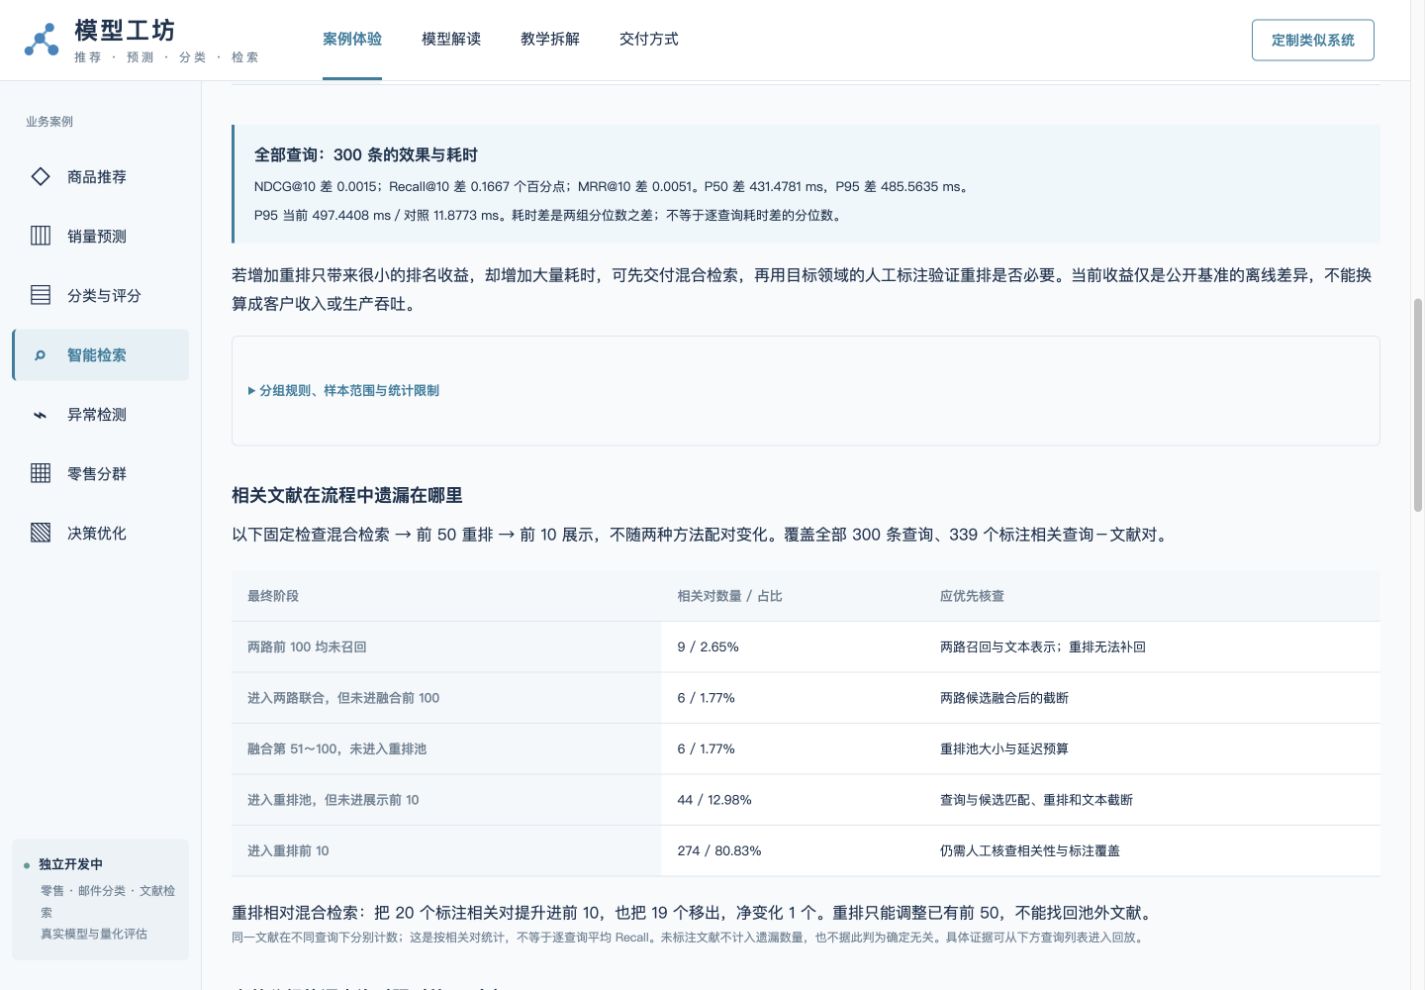 模型工坊
推荐 · 预测 · 分类 · 检索
案例体验
模型解读
教学拆解
交付方式
定制类似系统
业务案例
商品推荐
销量预测
分类与评分
智能检索
异常检测
零售分群
决策优化
独立开发中
零售 · 邮件分类 · 文献检
索
真实模型与量化评估
全部查询：300 条的效果与耗时
NDCG@10 差 0.0015；Recall@10 差 0.1667 个百分点；MRR@10 差 0.0051。P50 差 431.4781 ms，P95 差 485.5635 ms。
P95 当前 497.4408 ms / 对照 11.8773 ms。耗时差是两组分位数之差；不等于逐查询耗时差的分位数。
若增加重排只带来很小的排名收益，却增加大量耗时，可先交付混合检索，再用目标领域的人工标注验证重排是否必要。当前收益仅是公开基准的离线差异，不能换
算成客户收入或生产吞吐。
分组规则、样本范围与统计限制
相关文献在流程中遗漏在哪里
以下固定检查混合检索 → 前 50 重排 → 前 10 展示，不随两种方法配对变化。覆盖全部 300 条查询、339 个标注相关查询－文献对。
最终阶段 相关对数量 / 占比 应优先核查
两路前 100 均未召回 9 / 2.65% 两路召回与文本表示；重排无法补回
进入两路联合，但未进融合前 100 6 / 1.77% 两路候选融合后的截断
融合第 51～100，未进入重排池 6 / 1.77% 重排池大小与延迟预算
进入重排池，但未进展示前 10 44 / 12.98% 查询与候选匹配、重排和文本截断
进入重排前 10 274 / 80.83% 仍需人工核查相关性与标注覆盖
重排相对混合检索：把 20 个标注相关对提升进前 10，也把 19 个移出，净变化 1 个。重排只能调整已有前 50，不能找回池外文献。
同一文献在不同查询下分别计数；这是按相关对统计，不等于逐查询平均 Recall。未标注文献不计入遗漏数量，也不据此判为确定无关。具体证据可从下方查询列表进入回放。